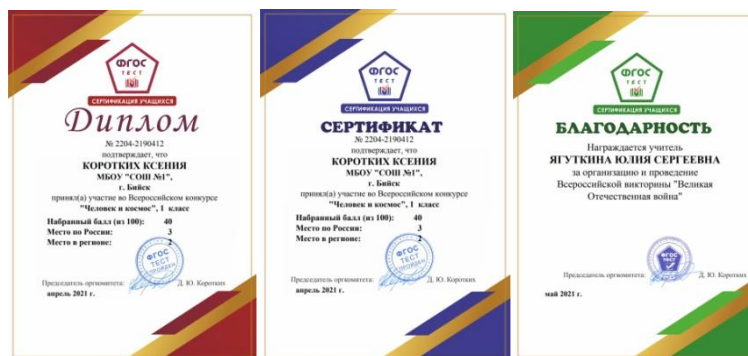 ФГОС
ТЕСТ
СЕРТИФИКАЦИЯ УЧАЩИХСЯ
Диплом
№ 2204-2190412
подтверждает, что
КОРОТКИХ КСЕНИЯ
МБОУ "СОШ №1",
г. Бийск
принял(а) участие во Всероссийском конкурсе
"Человек и космос", 1 класс
Набранный балл (из 100): 40
Место по России: 3
Место в регионе: 2
ФГОС
ТЕСТ
ПРОЙДЕН
Председатель оргкомитета: Д. Ю. Коротких
апрель 2021 г.
ФГОС
ТЕСТ
СЕРТИФИКАЦИЯ УЧАЩИХСЯ
СЕРТИФИКАТ
№ 2204-2190412
подтверждает, что
КОРОТКИХ КСЕНИЯ
МБОУ "СОШ №1",
г. Бийск
принял(а) участие во Всероссийском конкурсе
"Человек и космос", 1 класс
Набранный балл (из 100): 40
Место по России: 3
Место в регионе: 2
ФГОС
ТЕСТ
ПРОЙДЕН
Председатель оргкомитета: Д. Ю. Коротких
апрель 2021 г.
ФГОС
ТЕСТ
СЕРТИФИКАЦИЯ УЧАЩИХСЯ
БЛАГОДАРНОСТЬ
Награждается учитель
ЯГУТКИНА ЮЛИЯ СЕРГЕЕВНА
за организацию и проведение
Всероссийской викторины "Великая
Отечественная война"
Председатель оргкомитета: Д. Ю. Коротких
май 2021 г.